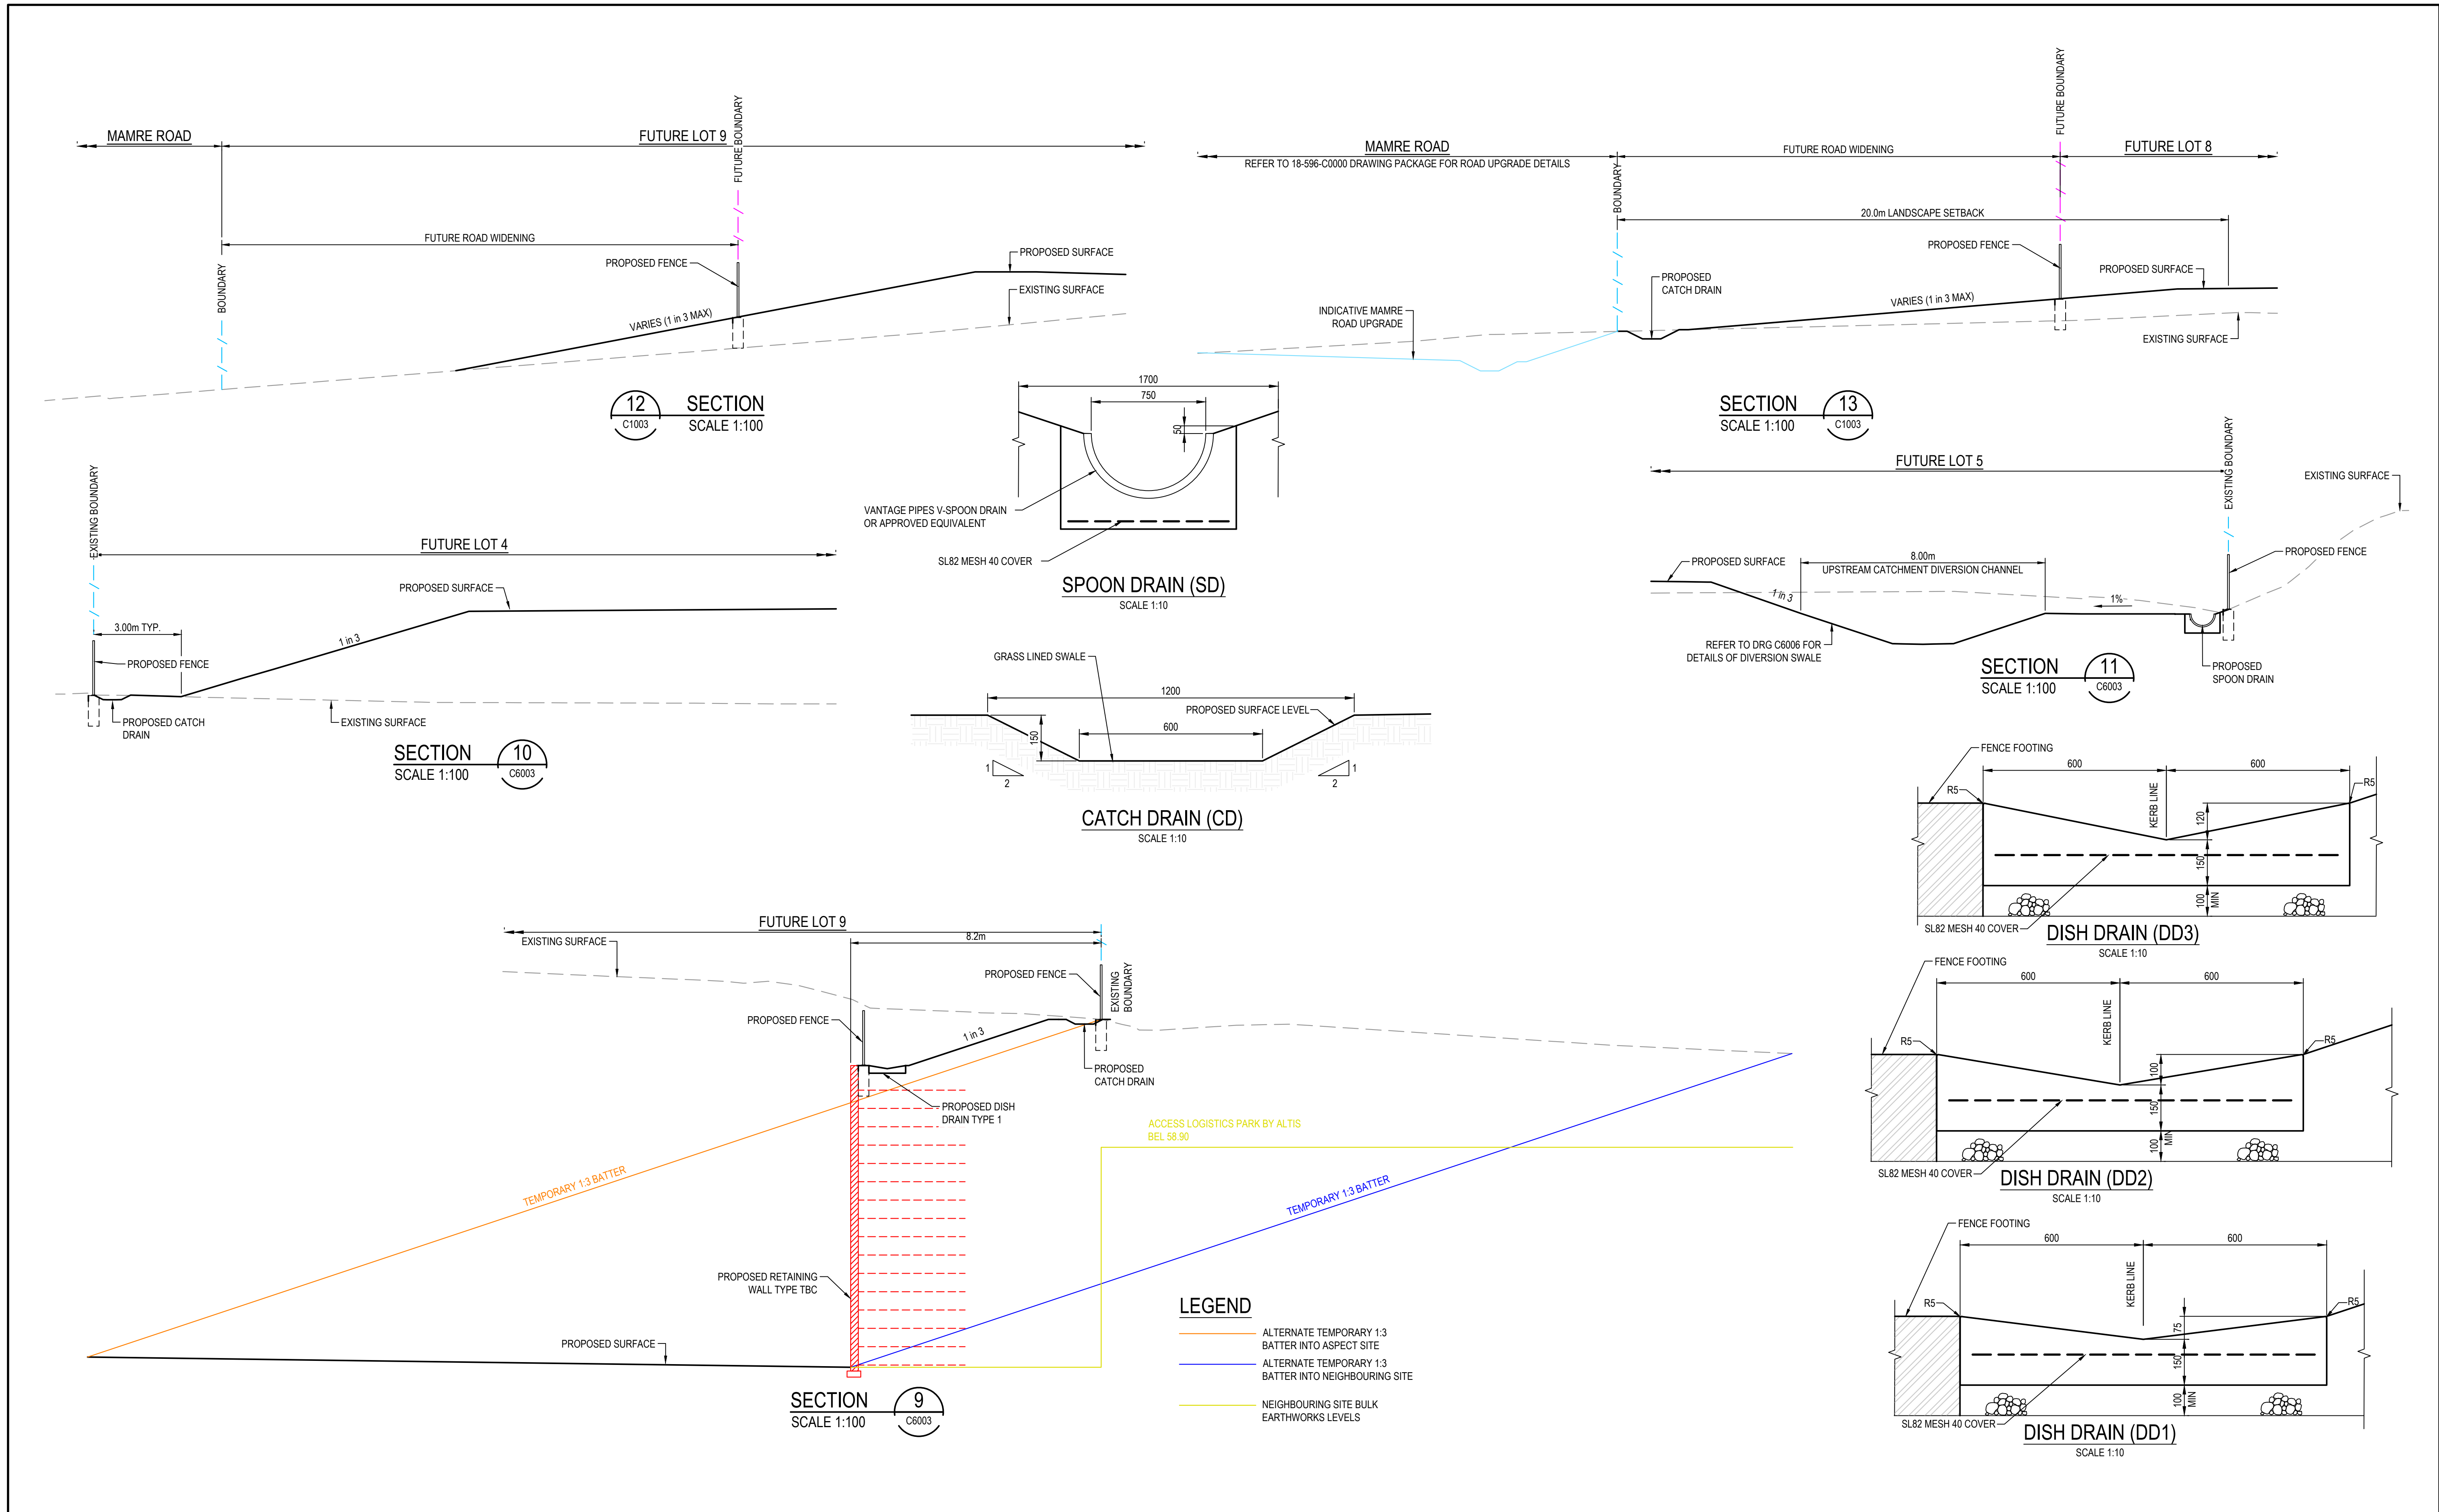 MAMRE ROAD
FUTURE LOT 9
FUTURE BOUNDARY
BOUNDARY
FUTURE ROAD WIDENING
PROPOSED FENCE
PROPOSED SURFACE
EXISTING SURFACE
VARIES (1 in 3 MAX)
12
C1003
SECTION
SCALE 1:100
MAMRE ROAD
REFER TO 18-596-C0000 DRAWING PACKAGE FOR ROAD UPGRADE DETAILS
FUTURE ROAD WIDENING
FUTURE BOUNDARY
FUTURE LOT 8
BOUNDARY
20.0m LANDSCAPE SETBACK
PROPOSED FENCE
PROPOSED SURFACE
PROPOSED
CATCH DRAIN
VARIES (1 in 3 MAX)
INDICATIVE MAMRE
ROAD UPGRADE
EXISTING SURFACE
SECTION
SCALE 1:100
13
C1003
1700
750
50
VANTAGE PIPES V-SPOON DRAIN
OR APPROVED EQUIVALENT
SL82 MESH 40 COVER
SPOON DRAIN (SD)
SCALE 1:10
EXISTING BOUNDARY
FUTURE LOT 4
PROPOSED SURFACE
3.00m TYP.
PROPOSED FENCE
1 in 3
PROPOSED CATCH
DRAIN
EXISTING SURFACE
SECTION
SCALE 1:100
10
C6003
FUTURE LOT 5
EXISTING BOUNDARY
EXISTING SURFACE
PROPOSED SURFACE
8.00m
UPSTREAM CATCHMENT DIVERSION CHANNEL
PROPOSED FENCE
1 in 3
1%
REFER TO DRG C6006 FOR
DETAILS OF DIVERSION SWALE
PROPOSED
SPOON DRAIN
SECTION
SCALE 1:100
11
C6003
GRASS LINED SWALE
1200
PROPOSED SURFACE LEVEL
600
150
1
2
1
2
CATCH DRAIN (CD)
SCALE 1:10
FENCE FOOTING
600
600
R5
R5
KERB LINE
120
150
100
MIN
SL82 MESH 40 COVER
DISH DRAIN (DD3)
SCALE 1:10
FENCE FOOTING
600
600
R5
R5
KERB LINE
100
150
100
MIN
SL82 MESH 40 COVER
DISH DRAIN (DD2)
SCALE 1:10
FENCE FOOTING
600
600
R5
R5
KERB LINE
75
150
100
MIN
SL82 MESH 40 COVER
DISH DRAIN (DD1)
SCALE 1:10
FUTURE LOT 9
8.2m
EXISTING SURFACE
PROPOSED FENCE
EXISTING
BOUNDARY
PROPOSED FENCE
1 in 3
PROPOSED
CATCH DRAIN
PROPOSED DISH
DRAIN TYPE 1
ACCESS LOGISTICS PARK BY ALTIS
BEL 58.90
TEMPORARY 1:3 BATTER
TEMPORARY 1:3 BATTER
PROPOSED RETAINING
WALL TYPE TBC
PROPOSED SURFACE
SECTION
SCALE 1:100
9
C6003
LEGEND
ALTERNATE TEMPORARY 1:3
BATTER INTO ASPECT SITE
ALTERNATE TEMPORARY 1:3
BATTER INTO NEIGHBOURING SITE
NEIGHBOURING SITE BULK
EARTHWORKS LEVELS